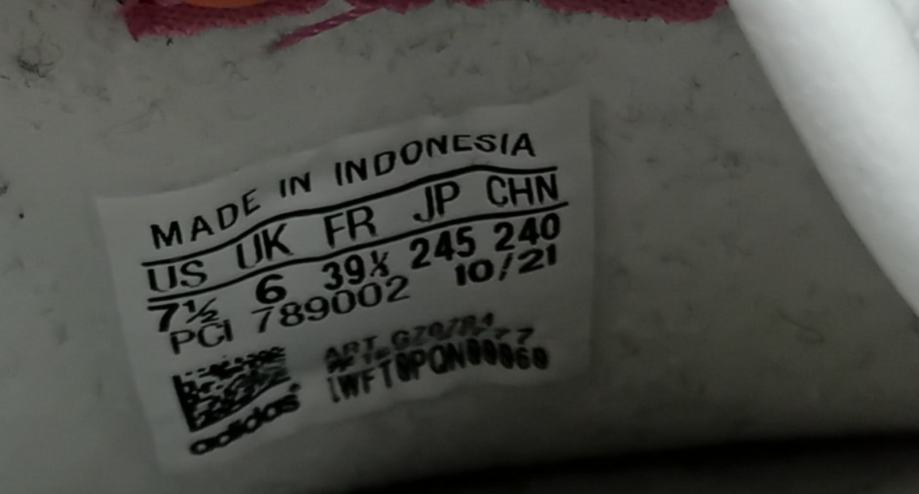 MADE IN INDONESIA
US UK FR JP CHN
7½ 6 39⅓ 245 240
PCI 789002 10/21
ART
adidas